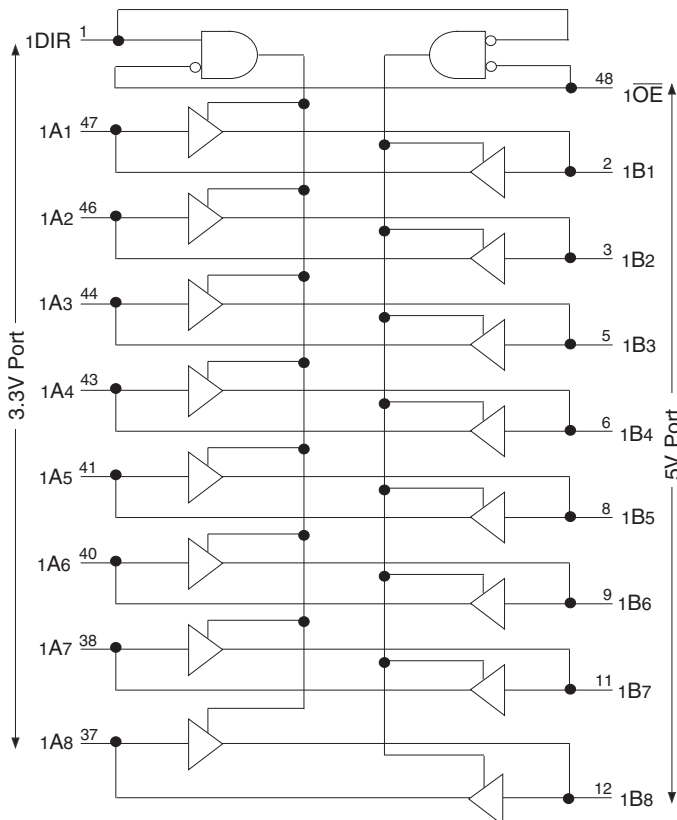 1DIR 1
48 1OE
1A1 47
2 1B1
1A2 46
3 1B2
1A3 44
5 1B3
1A4 43
6 1B4
1A5 41
8 1B5
1A6 40
9 1B6
1A7 38
11 1B7
1A8 37
12 1B8
3.3V Port
5V Port